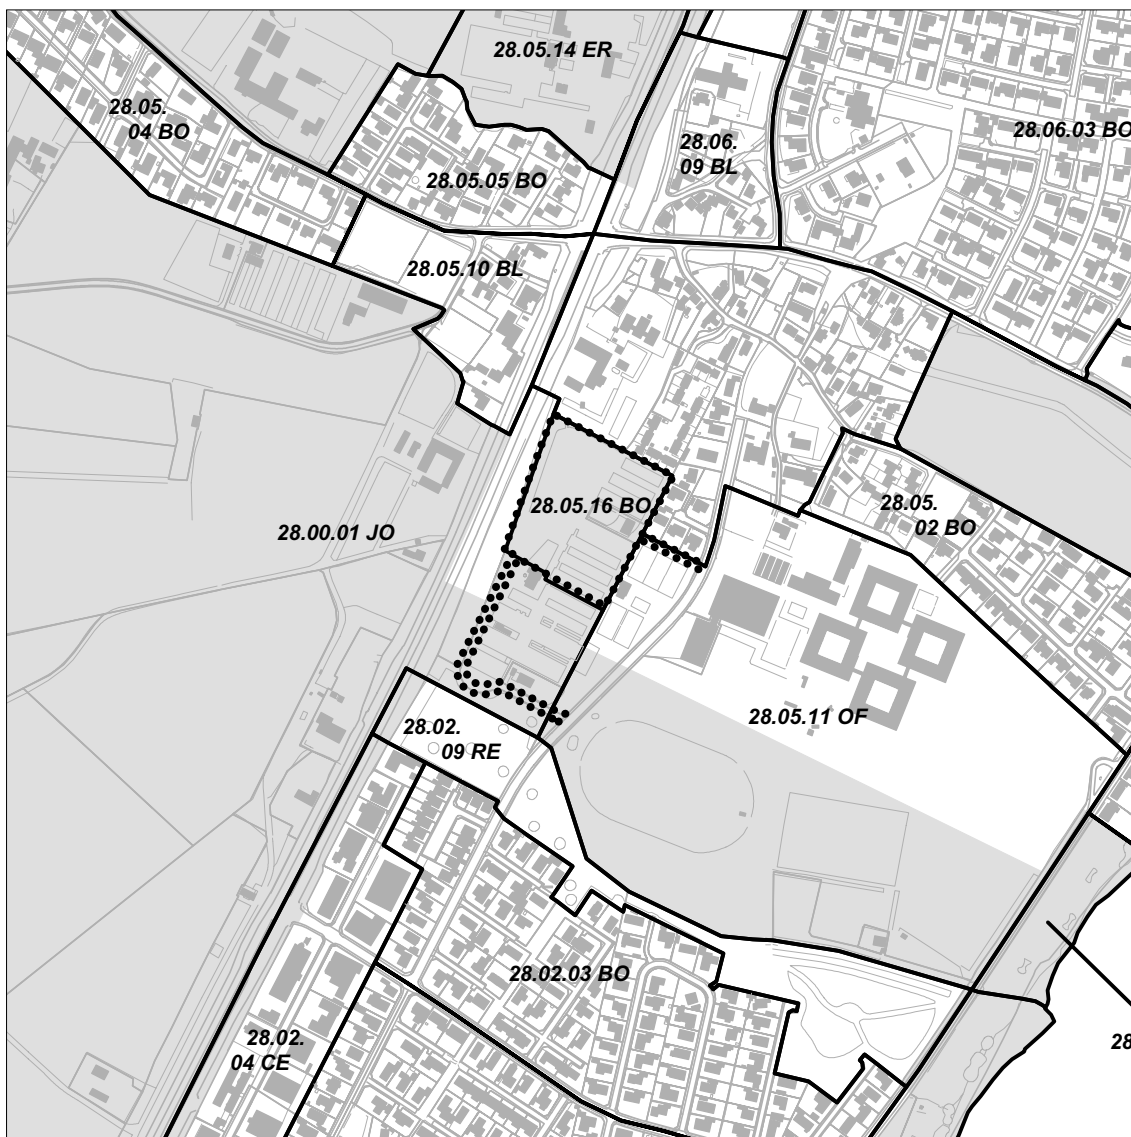 28.05.14 ER
28.05.
04 BO
28.06.03 BO
28.06.
09 BL
28.05.05 BO
28.05.10 BL
28.05.16 BO
28.05.
02 BO
28.00.01 JO
28.05.11 OF
28.02.
09 RE
28.02.03 BO
28.02.
04 CE
28